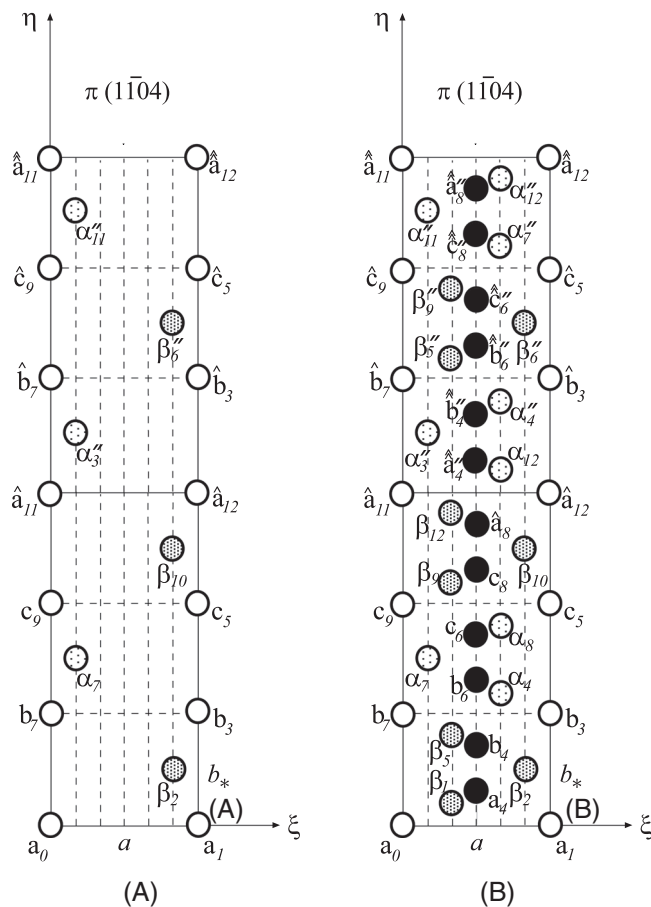 η
π (11̄04)
â̂₁₁ â̂₁₂
α″₁₁
ĉ₉ ĉ₅
β″₆
b̂₇ b̂₃
α″₃
â₁₁ â₁₂
β₁₀
c₉ c₅
α₇
b₇ b₃
b*
β₂
(A)
ξ
a₀ a a₁
(A)
η
π (11̄04)
â̂₁₁ â̂₁₂
â̂″₈ α″₁₂
α″₁₁ α″₇
ĉ̂″₈
ĉ₉ ĉ₅
β″₉ ĉ̂″₆
β″₅ b̂̂″₆ β″₆
b̂₇ b̂₃
b̂̂″₄ α″₄
α″₃ â̂″₄ α₁₂
â₁₁ â₁₂
β₁₂ â₈
β₉ c₈ β₁₀
c₉ c₅
c₆ α₈
α₇ b₆ α₄
b₇ b₃
β₅ b₄
b*
β₁ a₄ β₂
(B)
ξ
a₀ a a₁
(B)